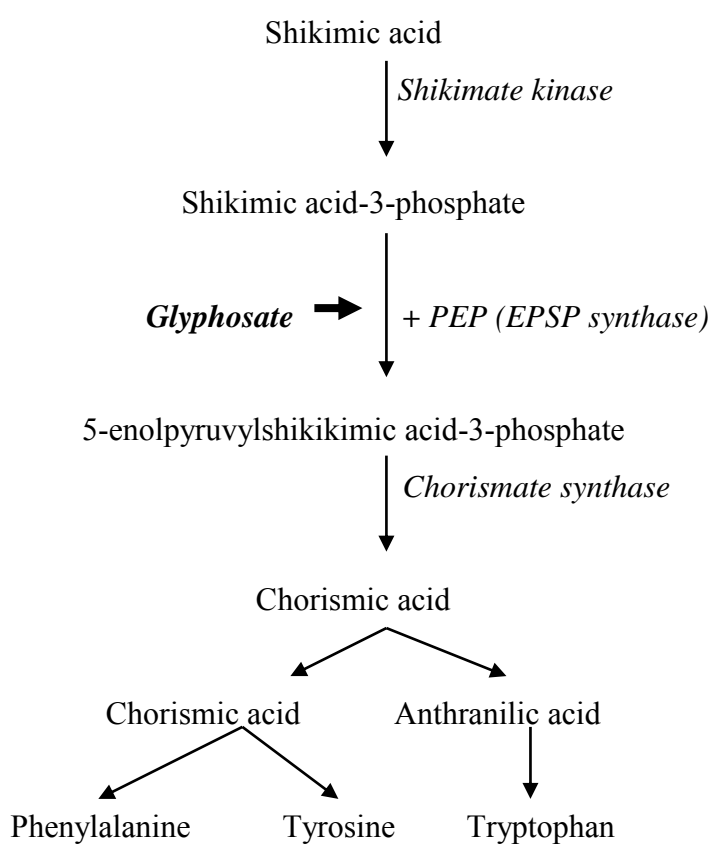 Shikimic acid
Shikimate kinase
Shikimic acid-3-phosphate
Glyphosate + PEP (EPSP synthase)
5-enolpyruvylshikikimic acid-3-phosphate
Chorismate synthase
Chorismic acid
Chorismic acid Anthranilic acid
Phenylalanine Tyrosine Tryptophan